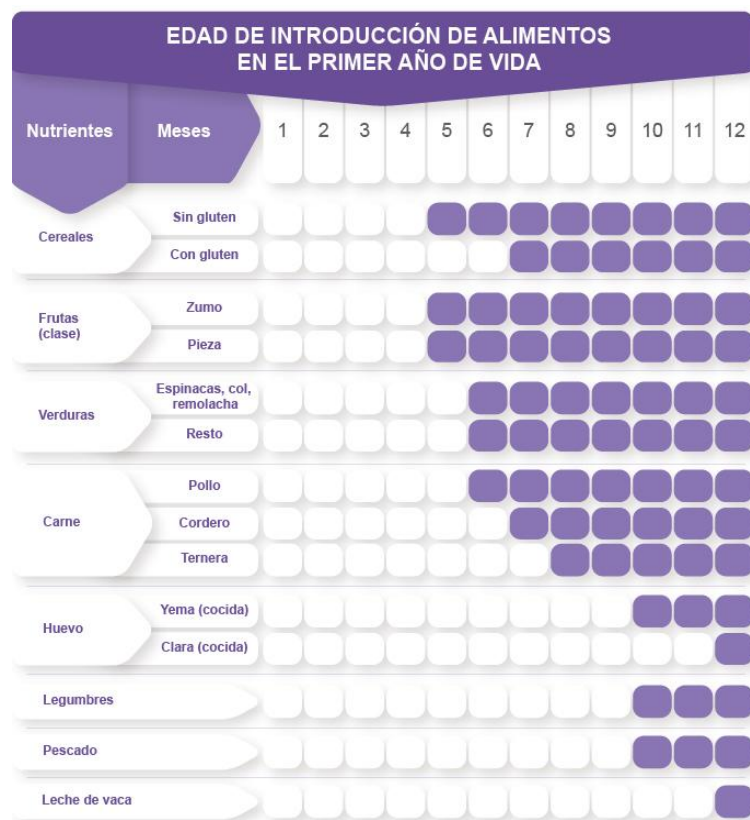 EDAD DE INTRODUCCIÓN DE ALIMENTOS
EN EL PRIMER AÑO DE VIDA
Nutrientes Meses 1 2 3 4 5 6 7 8 9 10 11 12
Cereales
Sin gluten
Con gluten
Frutas
(clase)
Zumo
Pieza
Verduras
Espinacas, col,
remolacha
Resto
Carne
Pollo
Cordero
Ternera
Huevo
Yema (cocida)
Clara (cocida)
Legumbres
Pescado
Leche de vaca